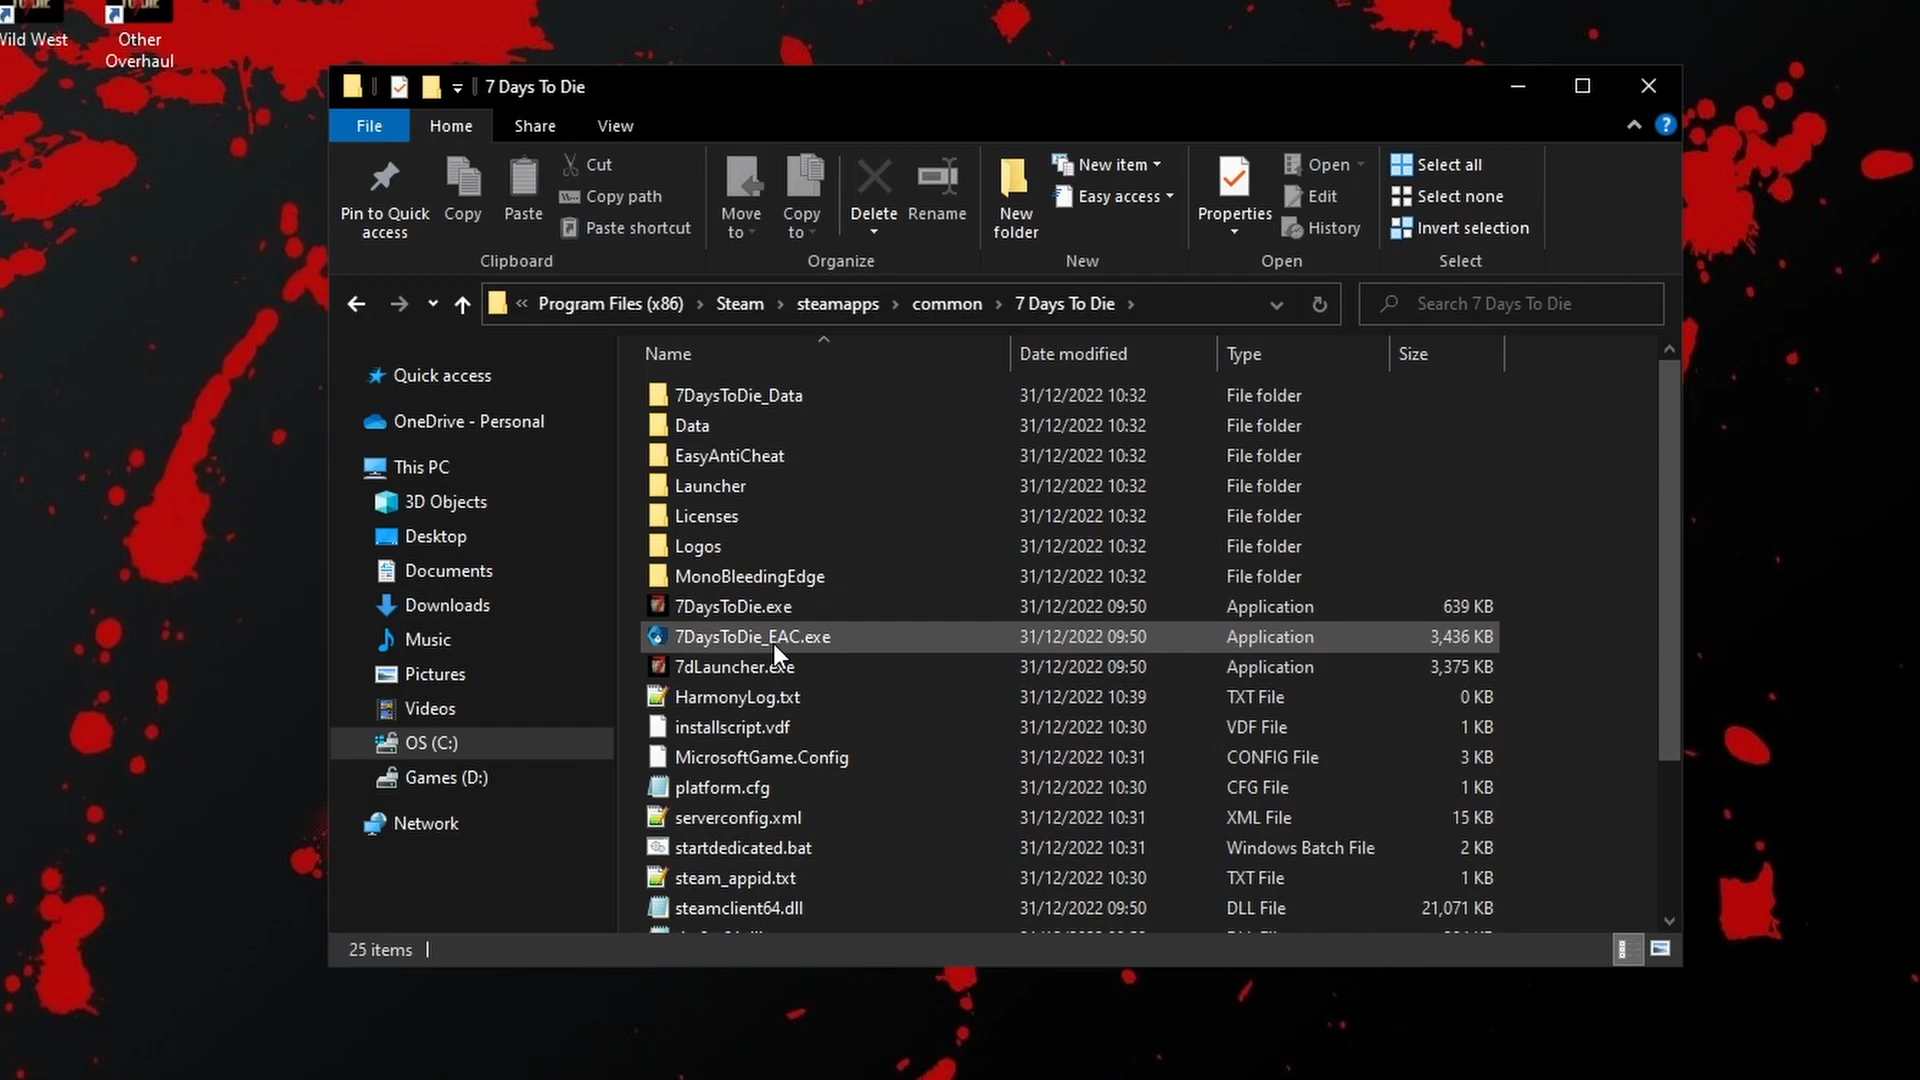 Wild West
Other
Overhaul
7 Days To Die
File
Home
Share
View
Pin to Quick
access
Copy
Paste
Cut
Copy path
Paste shortcut
Clipboard
Move
to
Copy
to
Delete
Rename
Organize
New
folder
New item
Easy access
New
Properties
Open
Edit
History
Open
Select all
Select none
Invert selection
Select
« Program Files (x86) › Steam › steamapps › common › 7 Days To Die ›
Search 7 Days To Die
Quick access
OneDrive - Personal
This PC
3D Objects
Desktop
Documents
Downloads
Music
Pictures
Videos
OS (C:)
Games (D:)
Network
Name Date modified Type Size
7DaysToDie_Data 31/12/2022 10:32 File folder
Data 31/12/2022 10:32 File folder
EasyAntiCheat 31/12/2022 10:32 File folder
Launcher 31/12/2022 10:32 File folder
Licenses 31/12/2022 10:32 File folder
Logos 31/12/2022 10:32 File folder
MonoBleedingEdge 31/12/2022 10:32 File folder
7DaysToDie.exe 31/12/2022 09:50 Application 639 KB
7DaysToDie_EAC.exe 31/12/2022 09:50 Application 3,436 KB
7dLauncher.exe 31/12/2022 09:50 Application 3,375 KB
HarmonyLog.txt 31/12/2022 10:39 TXT File 0 KB
installscript.vdf 31/12/2022 10:30 VDF File 1 KB
MicrosoftGame.Config 31/12/2022 10:31 CONFIG File 3 KB
platform.cfg 31/12/2022 10:30 CFG File 1 KB
serverconfig.xml 31/12/2022 10:31 XML File 15 KB
startdedicated.bat 31/12/2022 10:31 Windows Batch File 2 KB
steam_appid.txt 31/12/2022 10:30 TXT File 1 KB
steamclient64.dll 31/12/2022 09:50 DLL File 21,071 KB
25 items